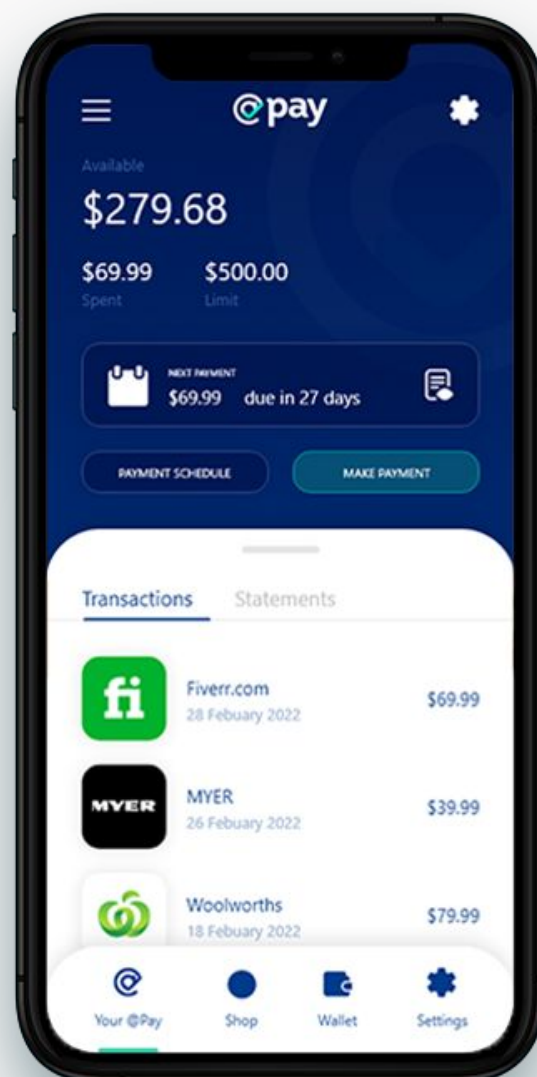 @pay
Available
$279.68
$69.99 $500.00
Spent Limit
NEXT PAYMENT
$69.99 due in 27 days
PAYMENT SCHEDULE MAKE PAYMENT
Transactions Statements
fi
Fiverr.com
28 Febuary 2022
$69.99
MYER
MYER
26 Febuary 2022
$39.99
Woolworths
18 Febuary 2022
$79.99
Your @Pay Shop Wallet Settings